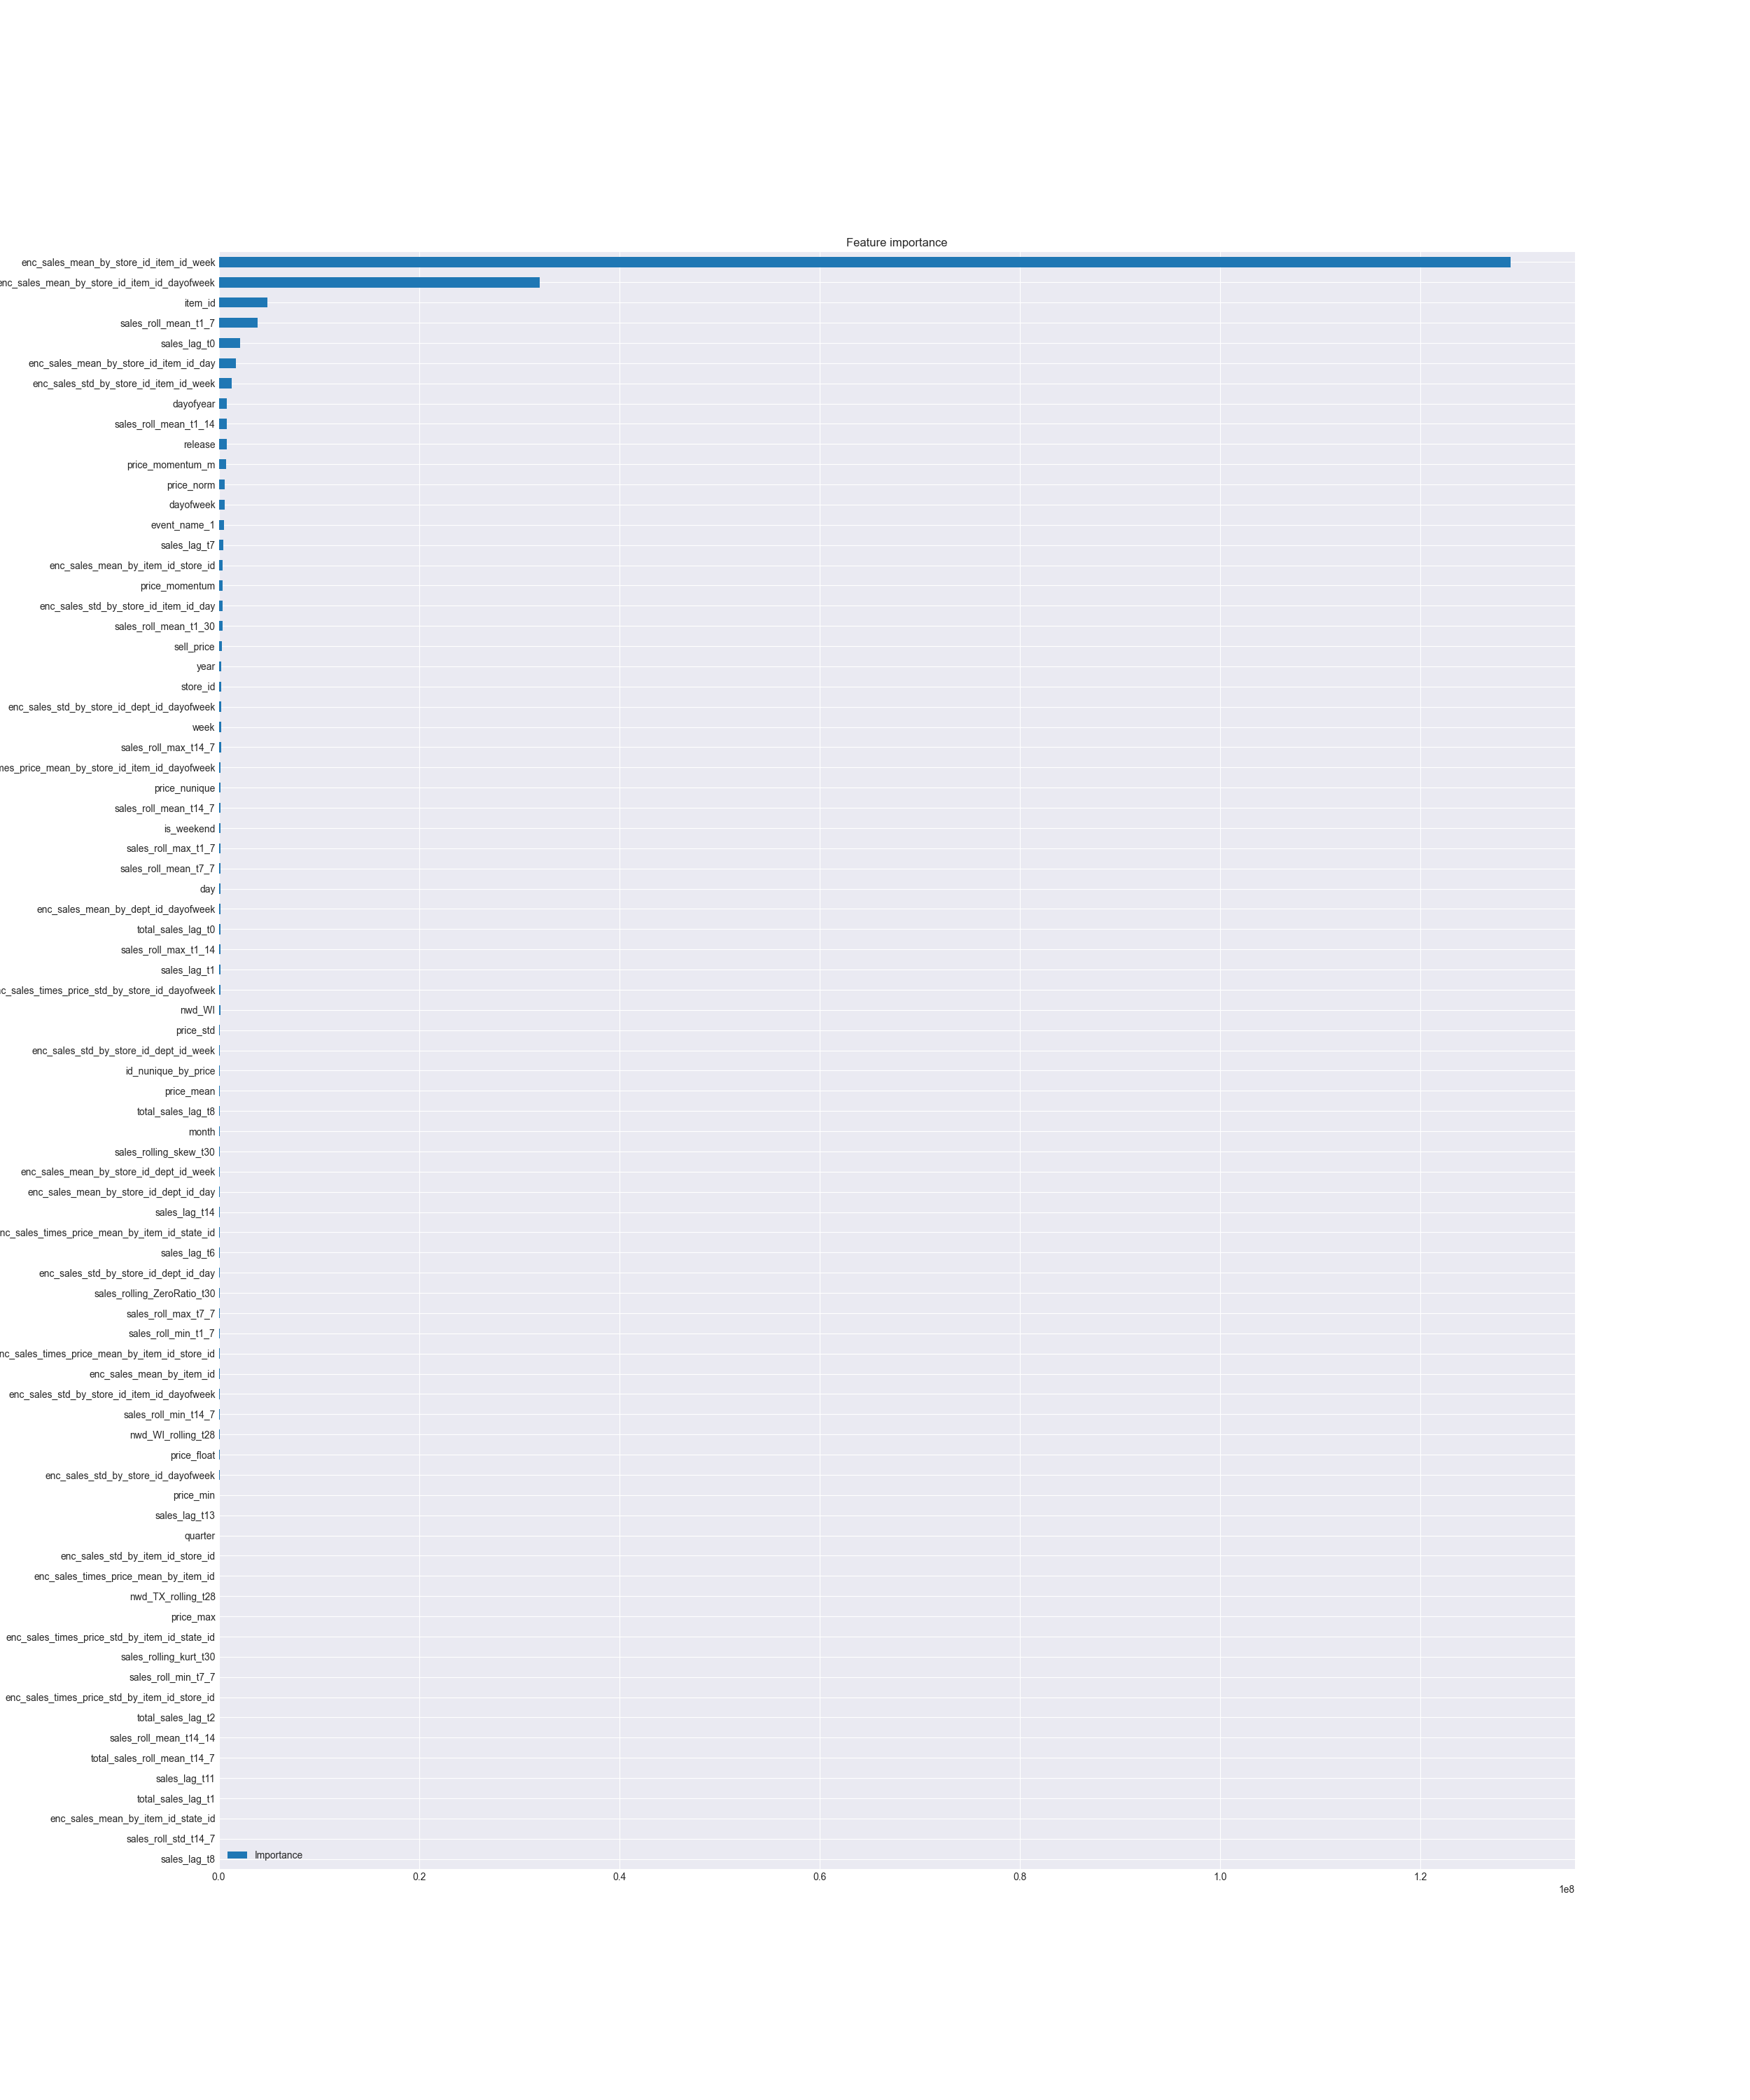 Feature importance
enc_sales_mean_by_store_id_item_id_week
enc_sales_mean_by_store_id_item_id_dayofweek
item_id
sales_roll_mean_t1_7
sales_lag_t0
enc_sales_mean_by_store_id_item_id_day
enc_sales_std_by_store_id_item_id_week
dayofyear
sales_roll_mean_t1_14
release
price_momentum_m
price_norm
dayofweek
event_name_1
sales_lag_t7
enc_sales_mean_by_item_id_store_id
price_momentum
enc_sales_std_by_store_id_item_id_day
sales_roll_mean_t1_30
sell_price
year
store_id
enc_sales_std_by_store_id_dept_id_dayofweek
week
sales_roll_max_t14_7
mes_price_mean_by_store_id_item_id_dayofweek
price_nunique
sales_roll_mean_t14_7
is_weekend
sales_roll_max_t1_7
sales_roll_mean_t7_7
day
enc_sales_mean_by_dept_id_dayofweek
total_sales_lag_t0
sales_roll_max_t1_14
sales_lag_t1
nc_sales_times_price_std_by_store_id_dayofweek
nwd_WI
price_std
enc_sales_std_by_store_id_dept_id_week
id_nunique_by_price
price_mean
total_sales_lag_t8
month
sales_rolling_skew_t30
enc_sales_mean_by_store_id_dept_id_week
enc_sales_mean_by_store_id_dept_id_day
sales_lag_t14
nc_sales_times_price_mean_by_item_id_state_id
sales_lag_t6
enc_sales_std_by_store_id_dept_id_day
sales_rolling_ZeroRatio_t30
sales_roll_max_t7_7
sales_roll_min_t1_7
nc_sales_times_price_mean_by_item_id_store_id
enc_sales_mean_by_item_id
enc_sales_std_by_store_id_item_id_dayofweek
sales_roll_min_t14_7
nwd_WI_rolling_t28
price_float
enc_sales_std_by_store_id_dayofweek
price_min
sales_lag_t13
quarter
enc_sales_std_by_item_id_store_id
enc_sales_times_price_mean_by_item_id
nwd_TX_rolling_t28
price_max
enc_sales_times_price_std_by_item_id_state_id
sales_rolling_kurt_t30
sales_roll_min_t7_7
enc_sales_times_price_std_by_item_id_store_id
total_sales_lag_t2
sales_roll_mean_t14_14
total_sales_roll_mean_t14_7
sales_lag_t11
total_sales_lag_t1
enc_sales_mean_by_item_id_state_id
sales_roll_std_t14_7
sales_lag_t8
Importance
0.0 0.2 0.4 0.6 0.8 1.0 1.2
1e8